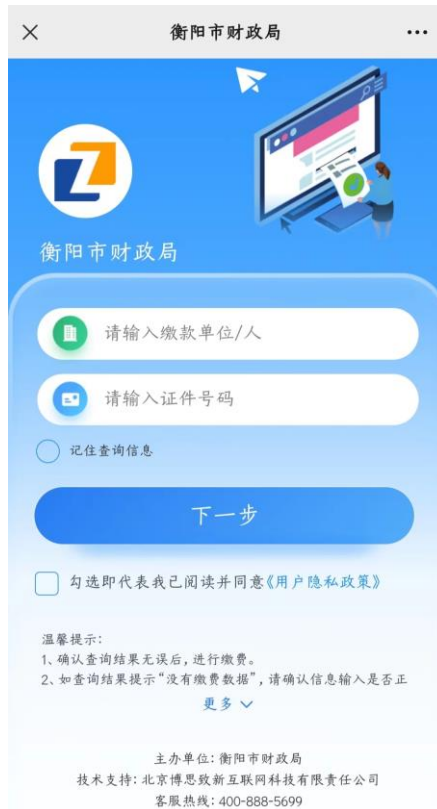 衡阳市财政局
衡阳市财政局
请输入缴款单位/人
请输入证件号码
记住查询信息
下一步
勾选即代表我已阅读并同意《用户隐私政策》
温馨提示:
1、确认查询结果无误后,进行缴费。
2、如查询结果提示“没有缴费数据”,请确认信息输入是否正
更多
主办单位:衡阳市财政局
技术支持:北京博思致新互联网科技有限责任公司
客服热线:400-888-5699